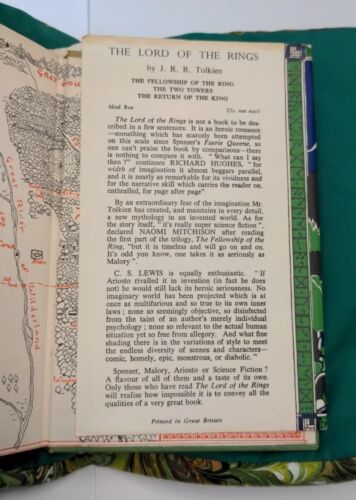 THE LORD OF THE RINGS
by J. R. R. Tolkien
THE FELLOWSHIP OF THE RING
THE TWO TOWERS
THE RETURN OF THE KING
Med. 8vo 25s. net each
The Lord of the Rings is not a book to be des-
cribed in a few sentences. It is an heroic romance
—something which has scarcely been attempted
on this scale since Spenser's Faerie Queene, so
one can't praise the book by comparisons—there
is nothing to compare it with. "What can I say
then?" continues RICHARD HUGHES, "for
width of imagination it almost beggars parallel,
and it is nearly as remarkable for its vividness and
for the narrative skill which carries the reader on,
enthralled, for page after page".
By an extraordinary feat of the imagination Mr.
Tolkien has created, and maintains in every detail,
a new mythology in an invented world. As for
the story itself, "it's really super science fiction",
declared NAOMI MITCHISON after reading
the first part of the trilogy, The Fellowship of the
Ring, "but it is timeless and will go on and on.
It's odd you know, one takes it as seriously as
Malory".
C. S. LEWIS is equally enthusiastic. "If
Ariosto rivalled it in invention (in fact he does
not) he would still lack its heroic seriousness. No
imaginary world has been projected which is at
once as multifarious and so true to its own inner
laws; none so seemingly objective, so disinfected
from the taint of an author's merely individual
psychology; none so relevant to the actual human
situation yet so free from allegory. And what fine
shading there is in the variations of style to meet
the endless diversity of scenes and characters—
comic, homely, epic, monstrous, or diabolic."
Spenser, Malory, Ariosto or Science Fiction?
A flavour of all of them and a taste of its own.
Only those who have read The Lord of the Rings
will realise how impossible it is to convey all the
qualities of a very great book.
Printed in Great Britain
Great River
of Wilderland